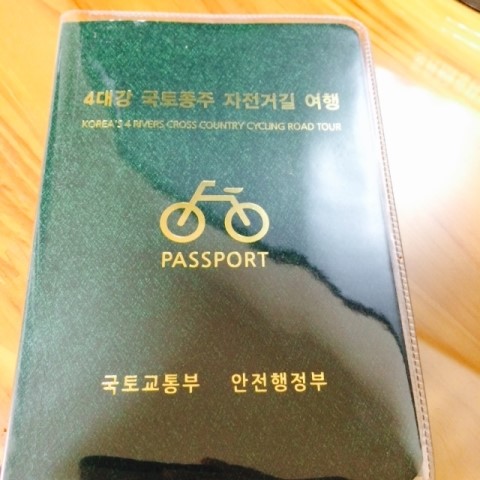 4대강 국토종주 자전거길 여행
KOREA'S 4 RIVERS CROSS COUNTRY CYCLING ROAD TOUR
PASSPORT
국토교통부 안전행정부